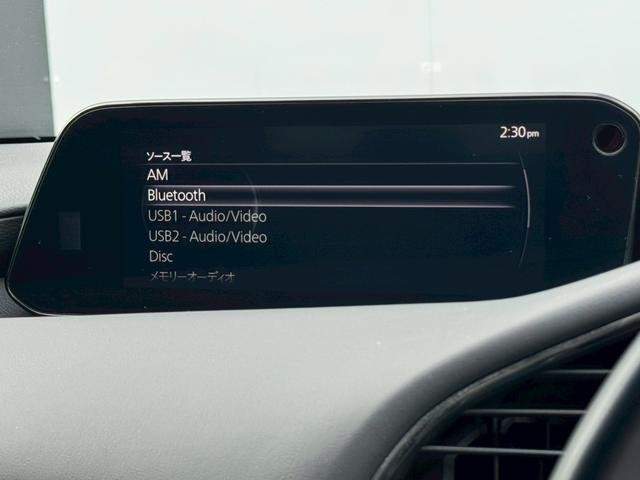 2:30pm
ソース一覧
AM
Bluetooth
USB1 - Audio/Video
USB2 - Audio/Video
Disc
メモリーオーディオ